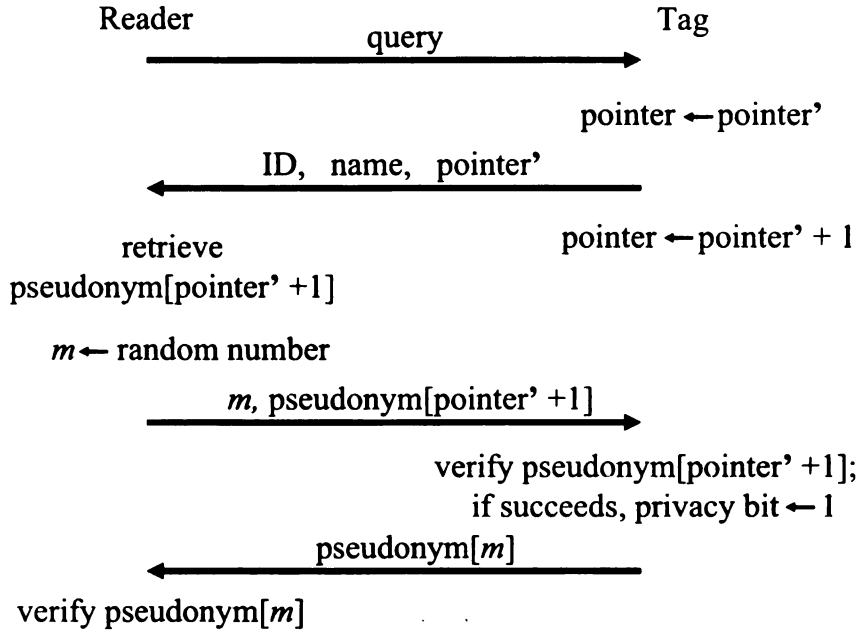 Reader Tag
query
pointer ← pointer’
ID, name, pointer’
pointer ← pointer’ + 1
retrieve
pseudonym[pointer’ +1]
m ← random number
m, pseudonym[pointer’ +1]
verify pseudonym[pointer’ +1];
if succeeds, privacy bit ← 1
pseudonym[m]
verify pseudonym[m]